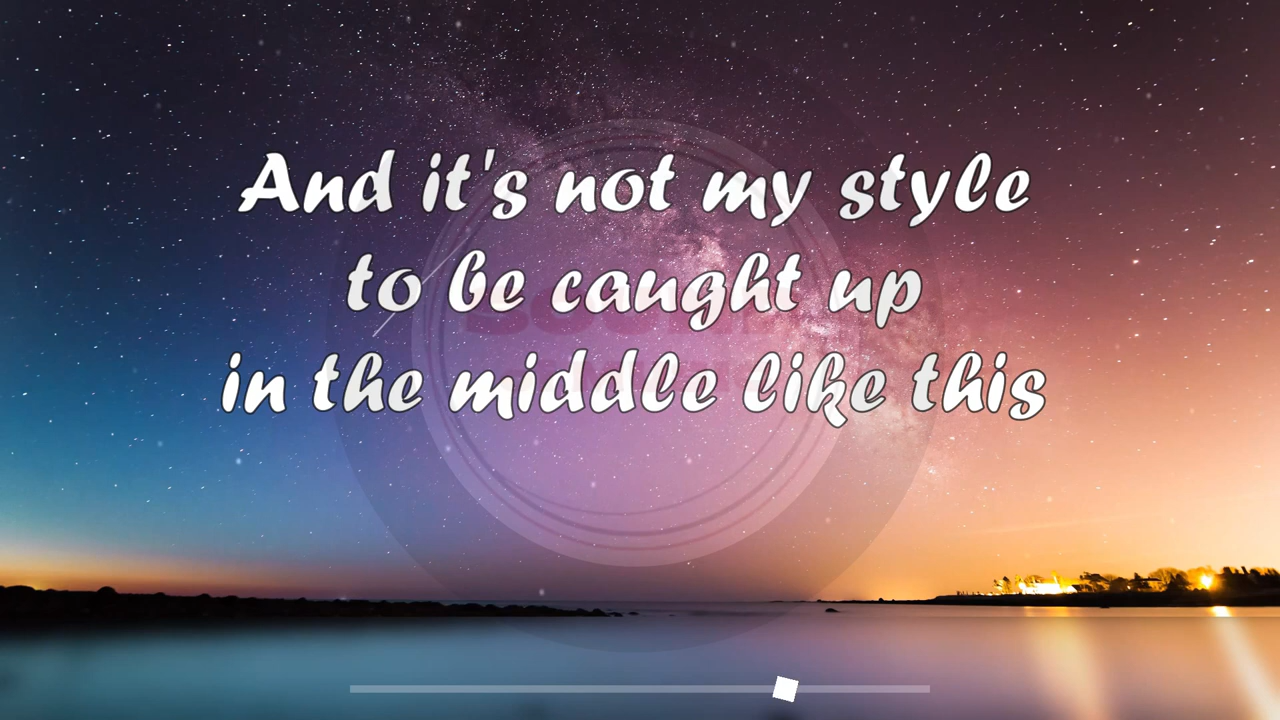 And it's not my style
to be caught up
in the middle like this